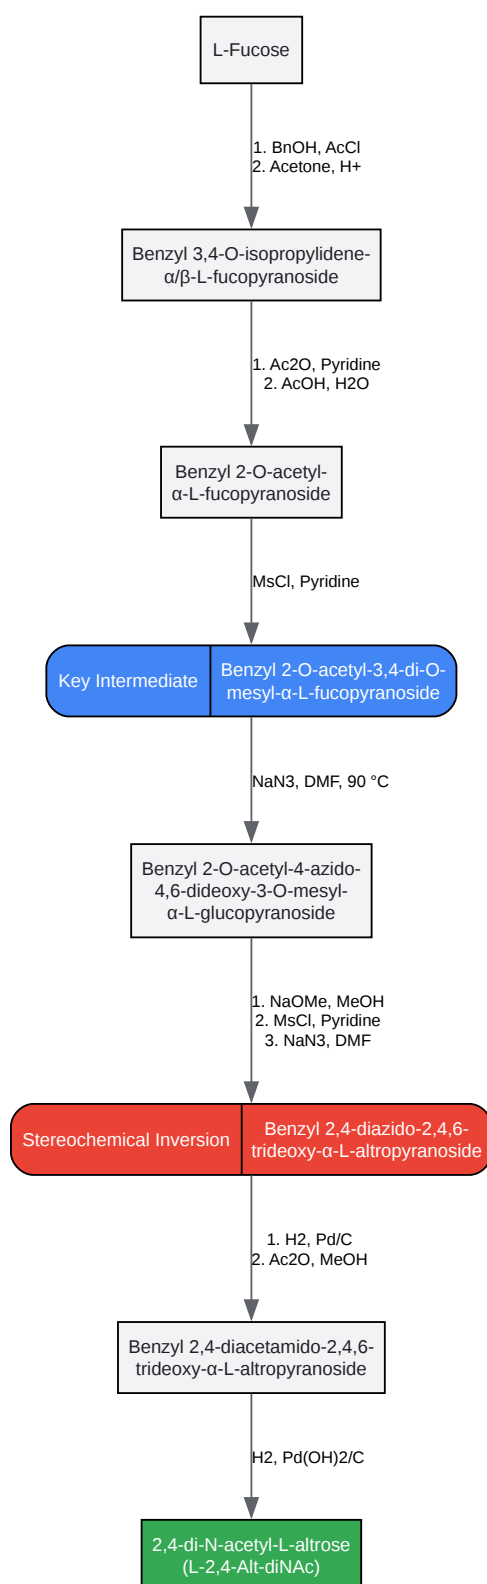 L-Fucose
1. BnOH, AcCl
2. Acetone, H+
Benzyl 3,4-O-isopropylidene-
α/β-L-fucopyranoside
1. Ac2O, Pyridine
2. AcOH, H2O
Benzyl 2-O-acetyl-
α-L-fucopyranoside
MsCl, Pyridine
Key Intermediate
Benzyl 2-O-acetyl-3,4-di-O-
mesyl-α-L-fucopyranoside
NaN3, DMF, 90 °C
Benzyl 2-O-acetyl-4-azido-
4,6-dideoxy-3-O-mesyl-
α-L-glucopyranoside
1. NaOMe, MeOH
2. MsCl, Pyridine
3. NaN3, DMF
Stereochemical Inversion
Benzyl 2,4-diazido-2,4,6-
trideoxy-α-L-altropyranoside
1. H2, Pd/C
2. Ac2O, MeOH
Benzyl 2,4-diacetamido-2,4,6-
trideoxy-α-L-altropyranoside
H2, Pd(OH)2/C
2,4-di-N-acetyl-L-altrose
(L-2,4-Alt-diNAc)